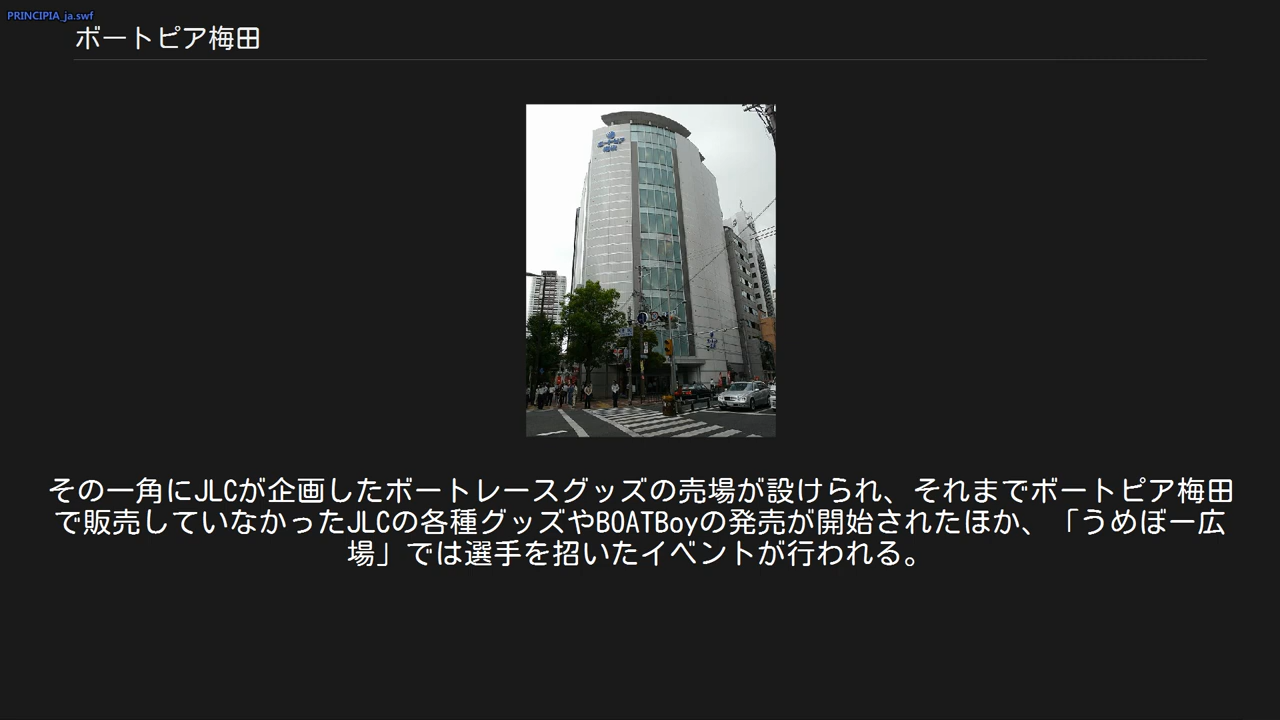 PRINCIPIA_ja.swf
ボートピア梅田
その一角にJLCが企画したボートレースグッズの売場が設けられ、それまでボートピア梅田
で販売していなかったJLCの各種グッズやBOATBoyの発売が開始されたほか、「うめぼー広
場」では選手を招いたイベントが行われる。